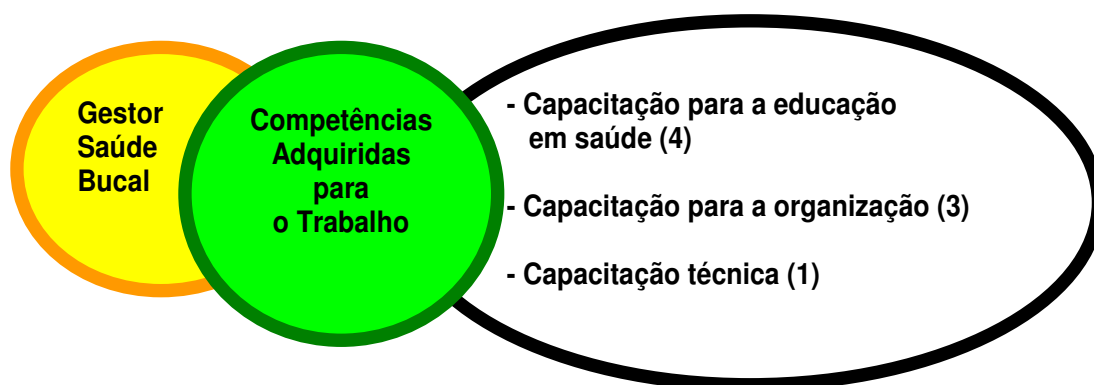 Gestor
Saúde
Bucal
Competências
Adquiridas
para
o Trabalho
- Capacitação para a educação
em saúde (4)
- Capacitação para a organização (3)
- Capacitação técnica (1)